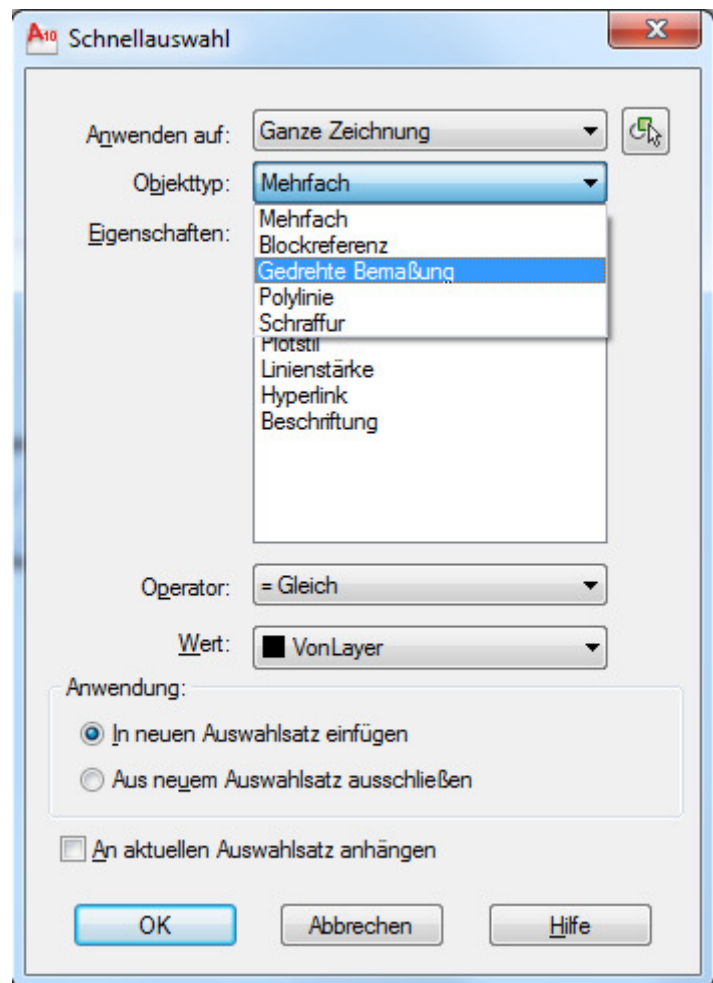 A10 Schnellauswahl
Anwenden auf: Ganze Zeichnung
Objekttyp: Mehrfach
Eigenschaften:
Mehrfach
Blockreferenz
Gedrehte Bemaßung
Polylinie
Schraffur
Plotstil
Linienstärke
Hyperlink
Beschriftung
Operator: = Gleich
Wert: VonLayer
Anwendung:
In neuen Auswahlsatz einfügen
Aus neuem Auswahlsatz ausschließen
An aktuellen Auswahlsatz anhängen
OK Abbrechen Hilfe